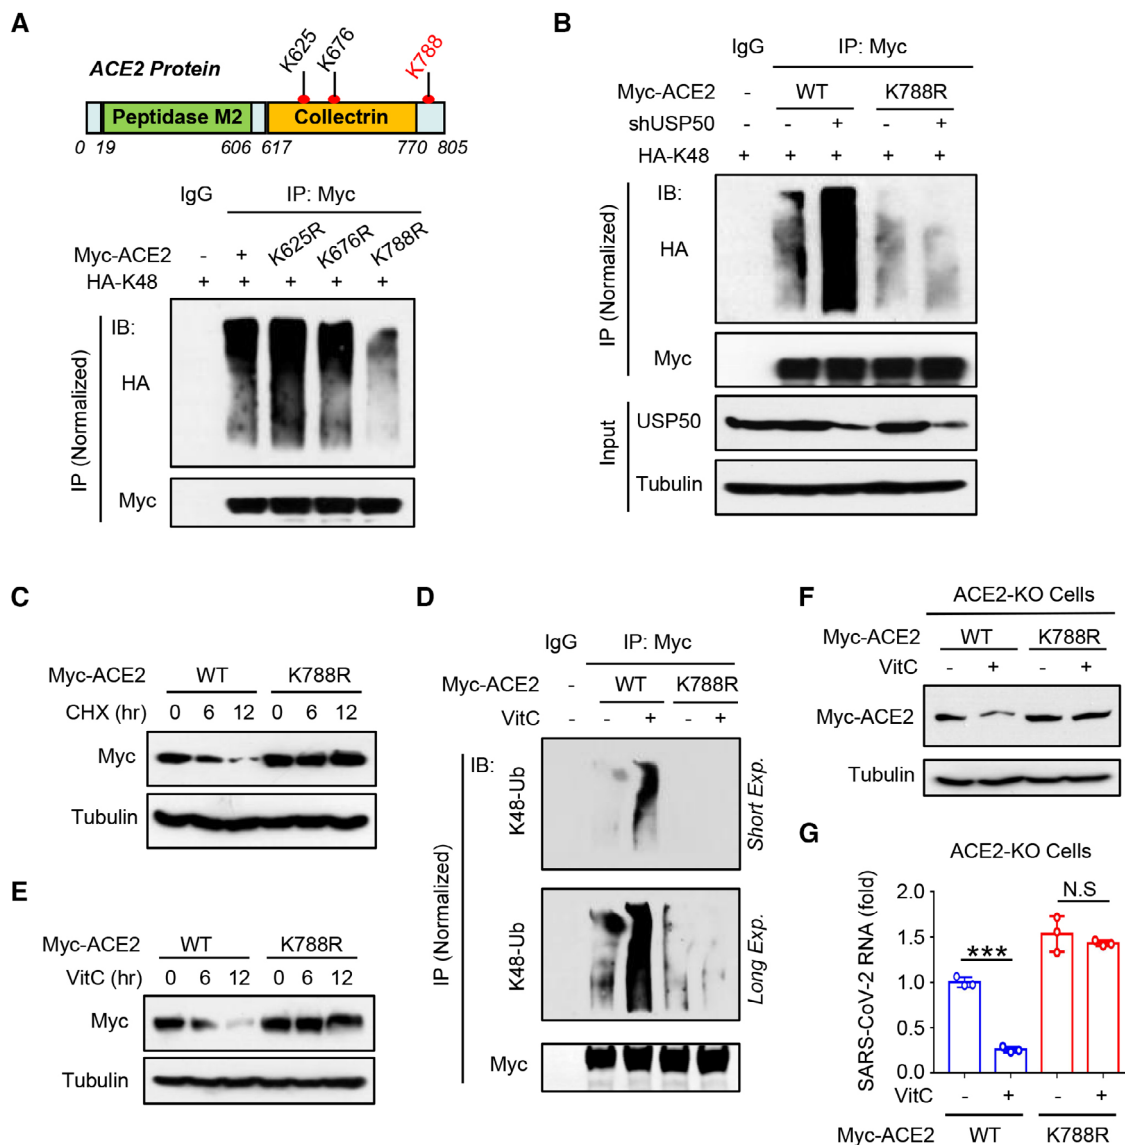 A
ACE2 Protein
K625
K676
K788
Peptidase M2
Collectrin
0 19 606 617 770 805
IgG IP: Myc
Myc-ACE2 - + K625R K676R K788R
HA-K48 + + + + +
IP (Normalized)
IB:
HA
Myc
B
IgG IP: Myc
Myc-ACE2 - WT K788R
shUSP50 - - + - +
HA-K48 + + + + +
IP (Normalized)
IB:
HA
Myc
Input
USP50
Tubulin
C
Myc-ACE2 WT K788R
CHX (hr) 0 6 12 0 6 12
Myc
Tubulin
D
IgG IP: Myc
Myc-ACE2 - WT K788R
VitC - - + - +
IP (Normalized)
IB:
K48-Ub
Short Exp.
K48-Ub
Long Exp.
Myc
E
Myc-ACE2 WT K788R
VitC (hr) 0 6 12 0 6 12
Myc
Tubulin
F
ACE2-KO Cells
Myc-ACE2 WT K788R
VitC - + - +
Myc-ACE2
Tubulin
G
ACE2-KO Cells
SARS-CoV-2 RNA (fold)
2.0
1.5
1.0
0.5
0.0
***
N.S
VitC - + - +
Myc-ACE2 WT K788R